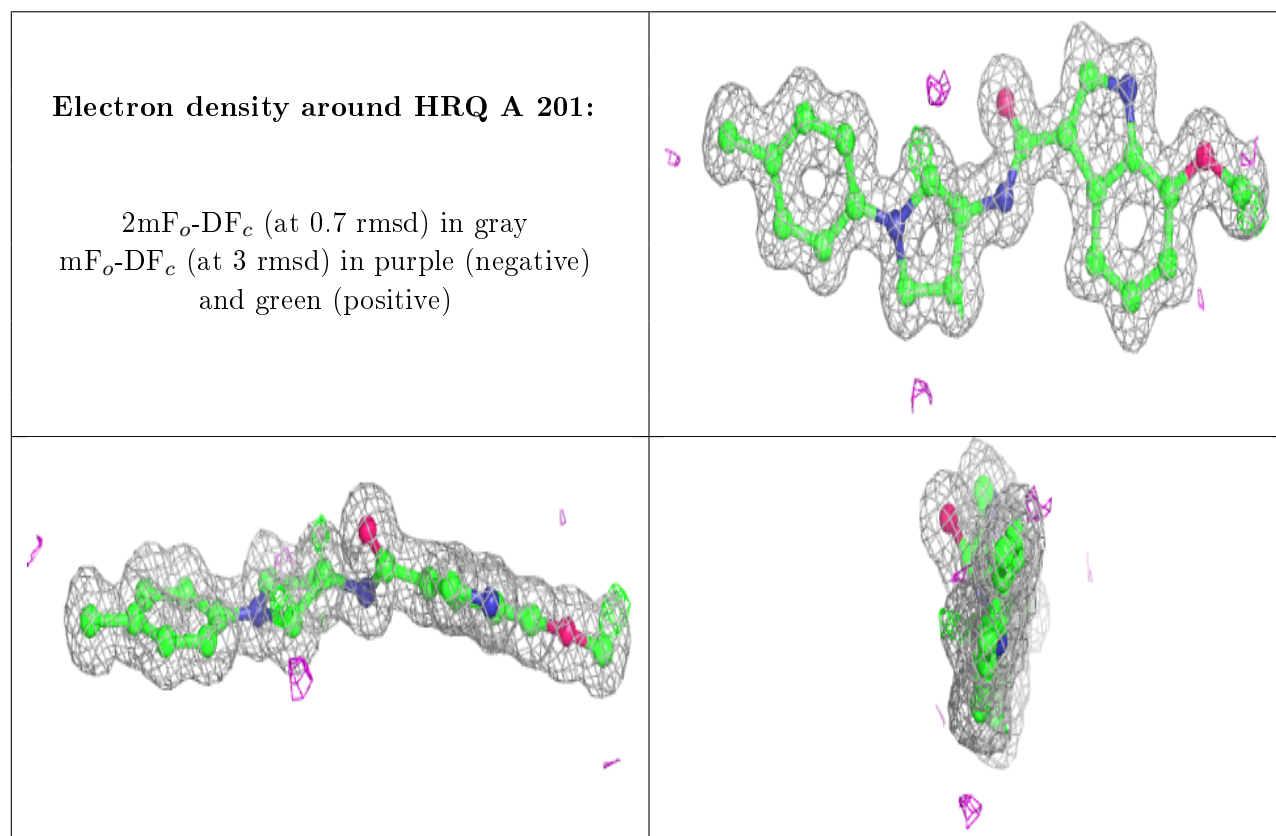 Electron density around HRQ A 201:
2mFo-DFc (at 0.7 rmsd) in gray
mFo-DFc (at 3 rmsd) in purple (negative)
and green (positive)